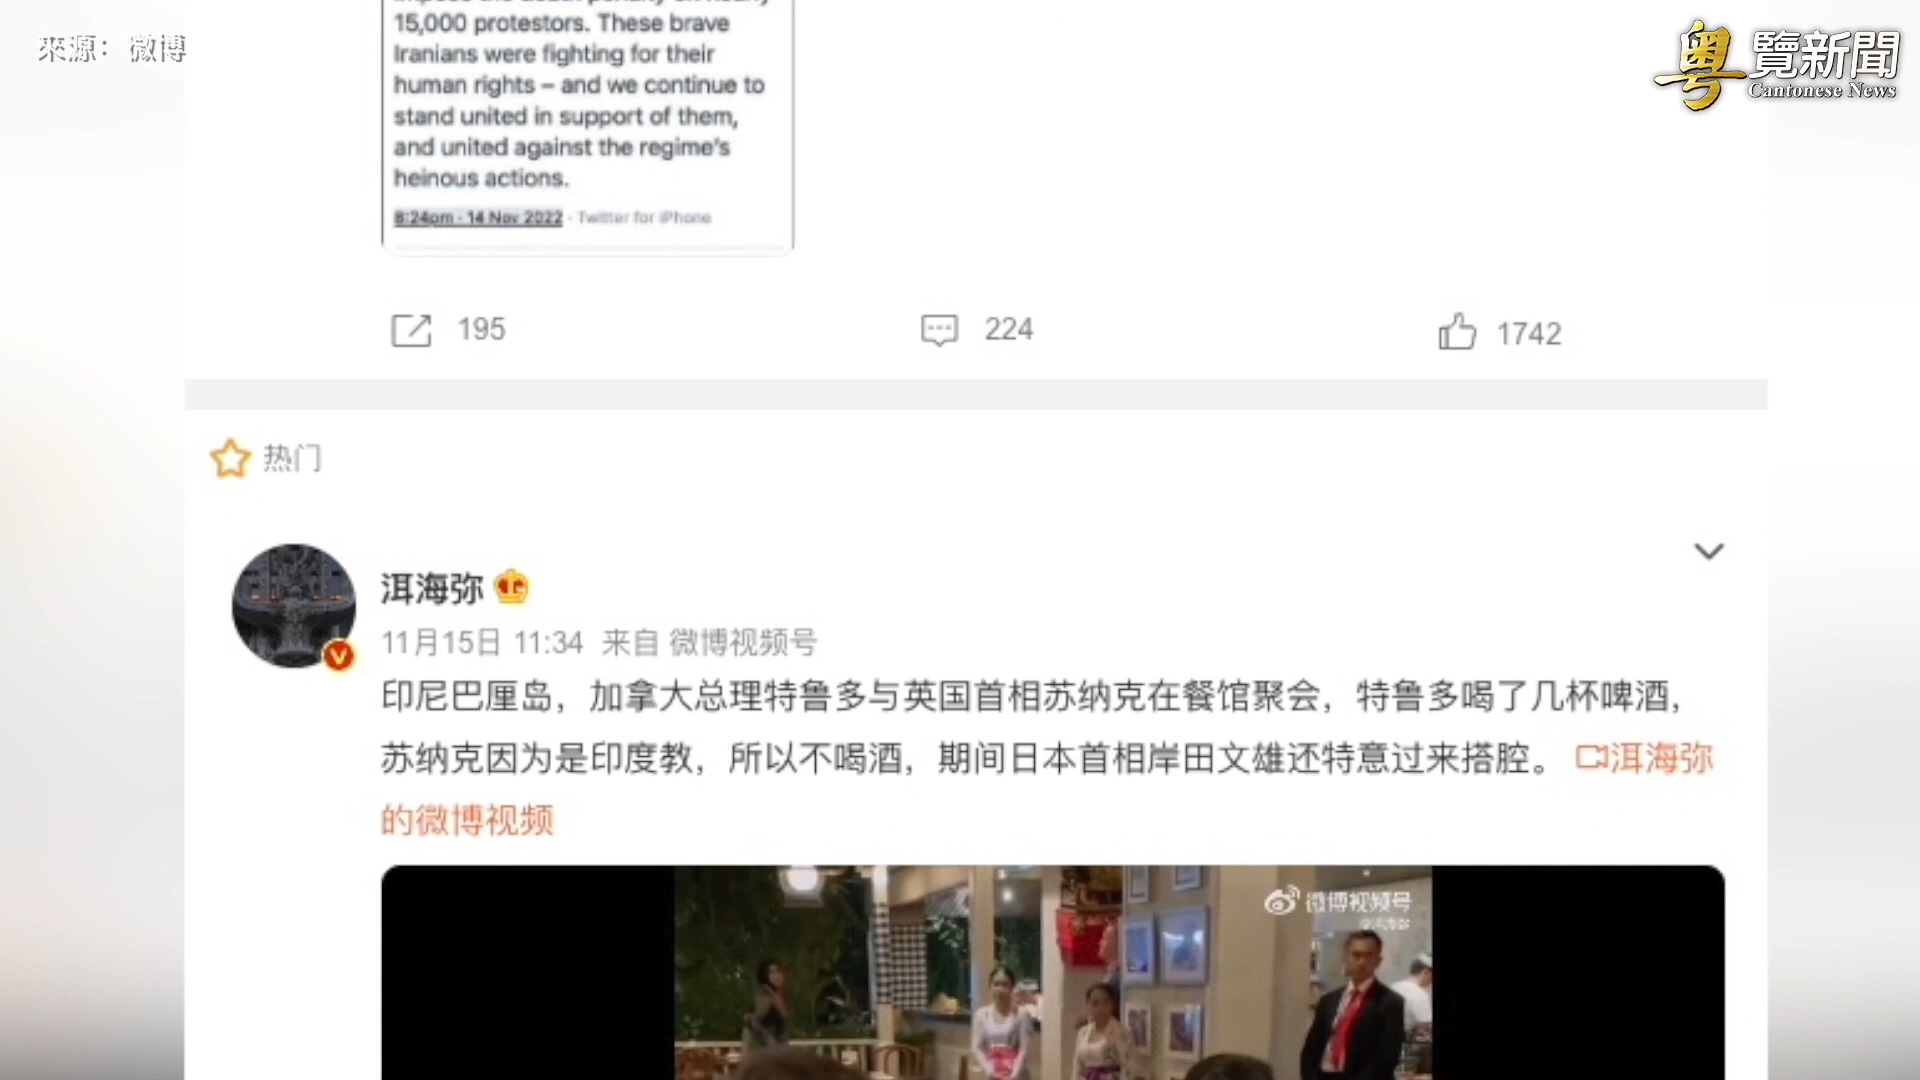 來源：微博
粵覽新聞
Cantonese News
impose the death penalty on nearly
15,000 protestors. These brave
Iranians were fighting for their
human rights – and we continue to
stand united in support of them,
and united against the regime's
heinous actions.
8:24pm · 14 Nov 2022 · Twitter for iPhone
195
224
1742
热门
洱海弥
11月15日 11:34 来自 微博视频号
印尼巴厘岛，加拿大总理特鲁多与英国首相苏纳克在餐馆聚会，特鲁多喝了几杯啤酒，
苏纳克因为是印度教，所以不喝酒，期间日本首相岸田文雄还特意过来搭腔。 洱海弥
的微博视频
微博视频号